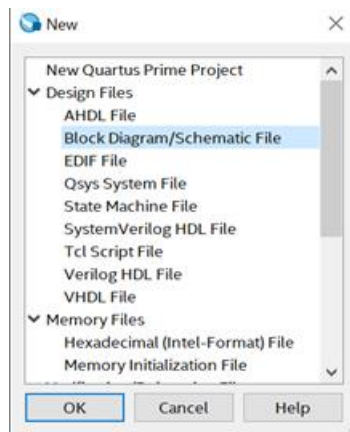 New
New Quartus Prime Project
Design Files
AHDL File
Block Diagram/Schematic File
EDIF File
Qsys System File
State Machine File
SystemVerilog HDL File
Tcl Script File
Verilog HDL File
VHDL File
Memory Files
Hexadecimal (Intel-Format) File
Memory Initialization File
OK Cancel Help